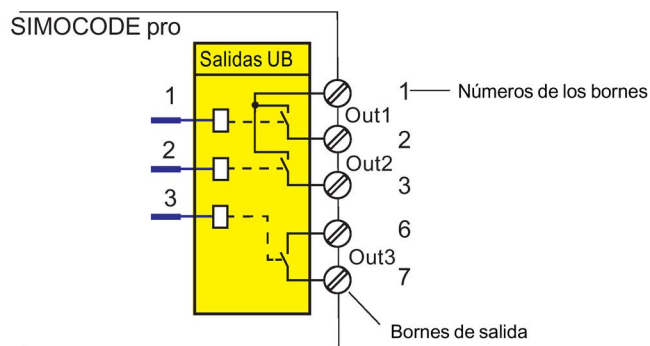 SIMOCODE pro
Salidas UB
1
1 Números de los bornes
Out1
2
2
Out2
3
3
6
Out3
7
Bornes de salida